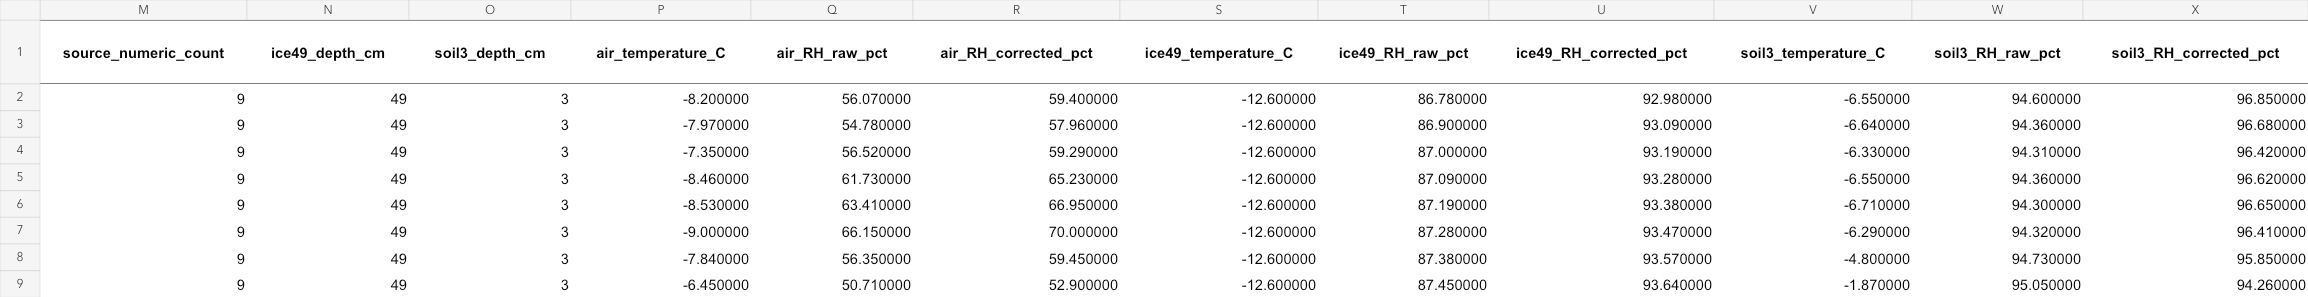 M N O P Q R S T U V W X
1 source_numeric_count ice49_depth_cm soil3_depth_cm air_temperature_C air_RH_raw_pct air_RH_corrected_pct ice49_temperature_C ice49_RH_raw_pct ice49_RH_corrected_pct soil3_temperature_C soil3_RH_raw_pct soil3_RH_corrected_pct
2 9 49 3 -8.200000 56.070000 59.400000 -12.600000 86.780000 92.980000 -6.550000 94.600000 96.850000
3 9 49 3 -7.970000 54.780000 57.960000 -12.600000 86.900000 93.090000 -6.640000 94.360000 96.680000
4 9 49 3 -7.350000 56.520000 59.290000 -12.600000 87.000000 93.190000 -6.330000 94.310000 96.420000
5 9 49 3 -8.460000 61.730000 65.230000 -12.600000 87.090000 93.280000 -6.550000 94.360000 96.620000
6 9 49 3 -8.530000 63.410000 66.950000 -12.600000 87.190000 93.380000 -6.710000 94.300000 96.650000
7 9 49 3 -9.000000 66.150000 70.000000 -12.600000 87.280000 93.470000 -6.290000 94.320000 96.410000
8 9 49 3 -7.840000 56.350000 59.450000 -12.600000 87.380000 93.570000 -4.800000 94.730000 95.850000
9 9 49 3 -6.450000 50.710000 52.900000 -12.600000 87.450000 93.640000 -1.870000 95.050000 94.260000